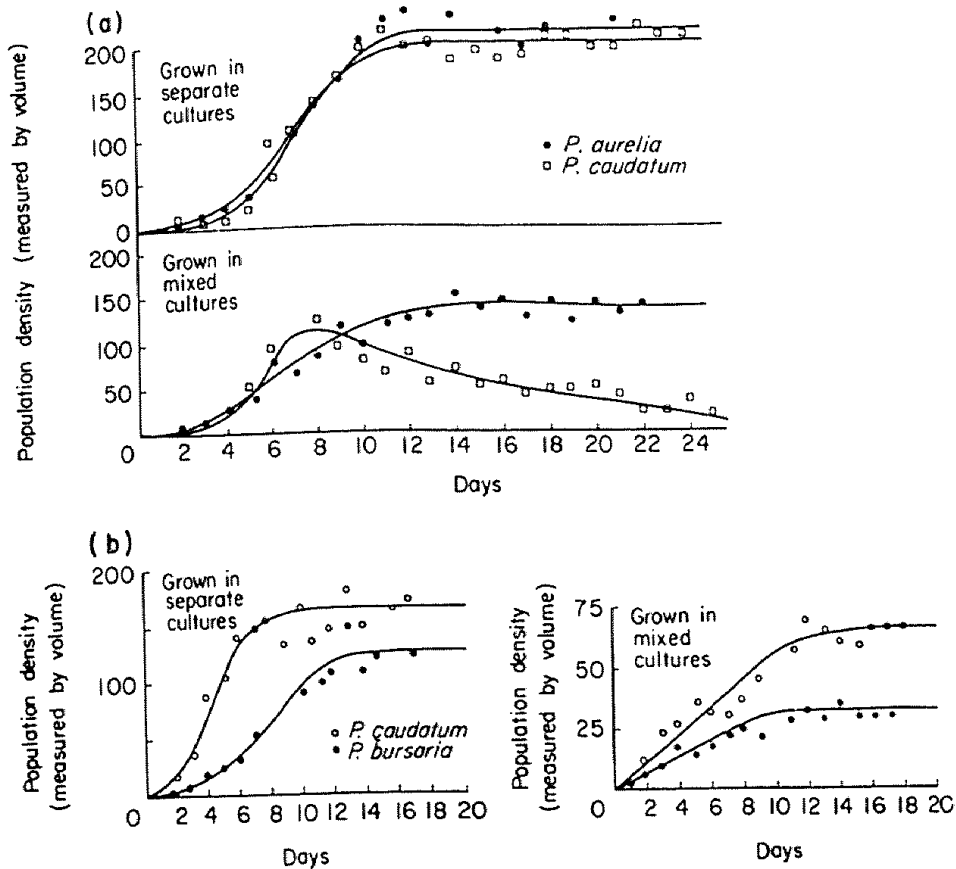 (a)
Population density (measured by volume)
200
150
100
50
0
Grown in
separate
cultures
P. aurelia
P. caudatum
200
150
100
50
0
Grown in
mixed
cultures
2 4 6 8 10 12 14 16 18 20 22 24
Days
(b)
Population density
(measured by volume)
200
100
0
Grown in
separate
cultures
P. caudatum
P. bursaria
2 4 6 8 10 12 14 16 18 20
Days
Population density
(measured by volume)
75
50
25
0
Grown in
mixed
cultures
2 4 6 8 10 12 14 16 18 20
Days